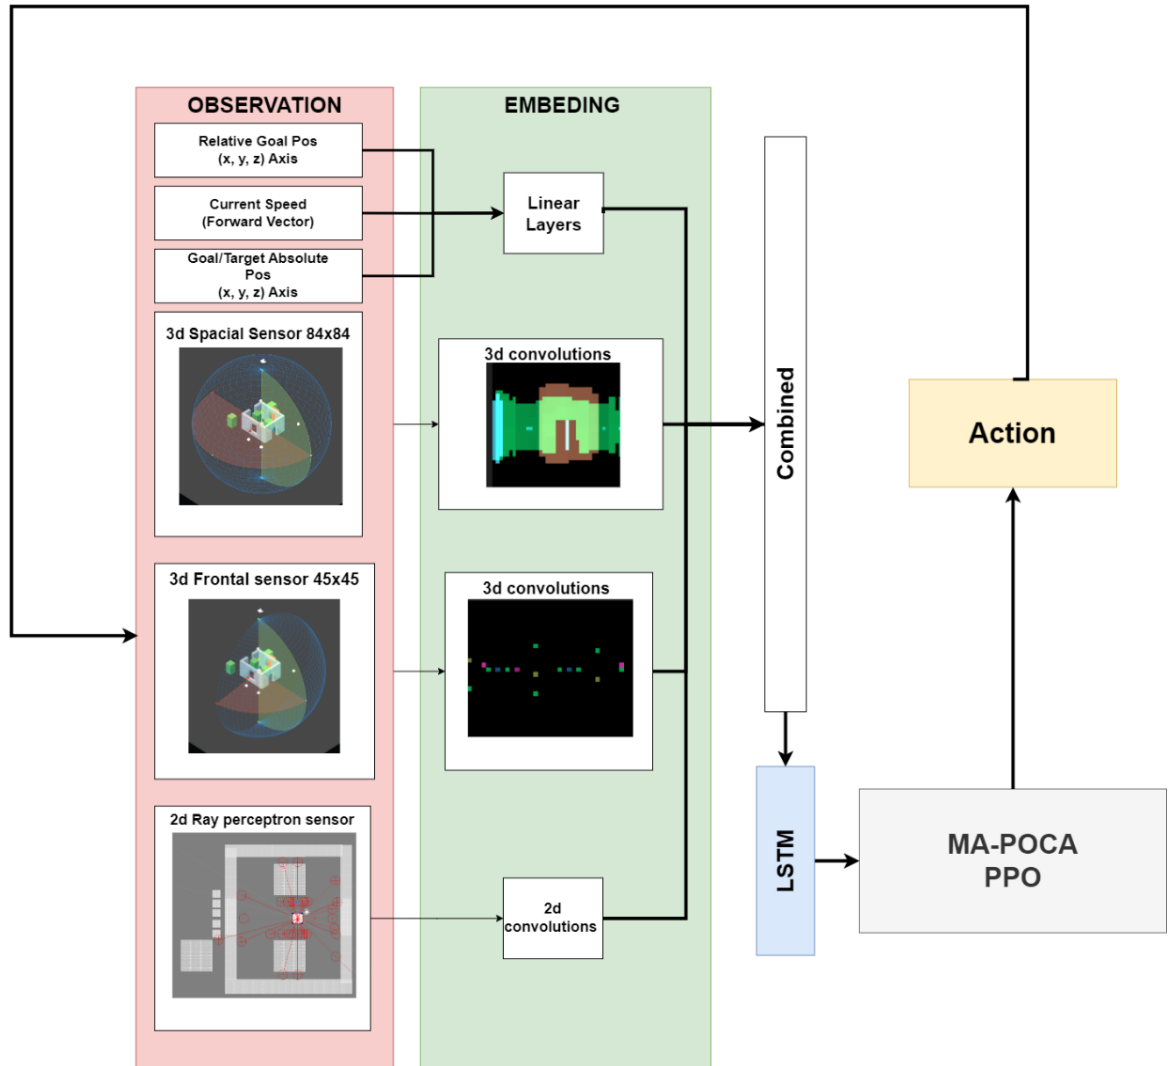 OBSERVATION
Relative Goal Pos
(x, y, z) Axis
Current Speed
(Forward Vector)
Goal/Target Absolute
Pos
(x, y, z) Axis
3d Spacial Sensor 84x84
3d Frontal sensor 45x45
2d Ray perceptron sensor
EMBEDING
Linear
Layers
3d convolutions
3d convolutions
2d
convolutions
Combined
LSTM
MA-POCA
PPO
Action